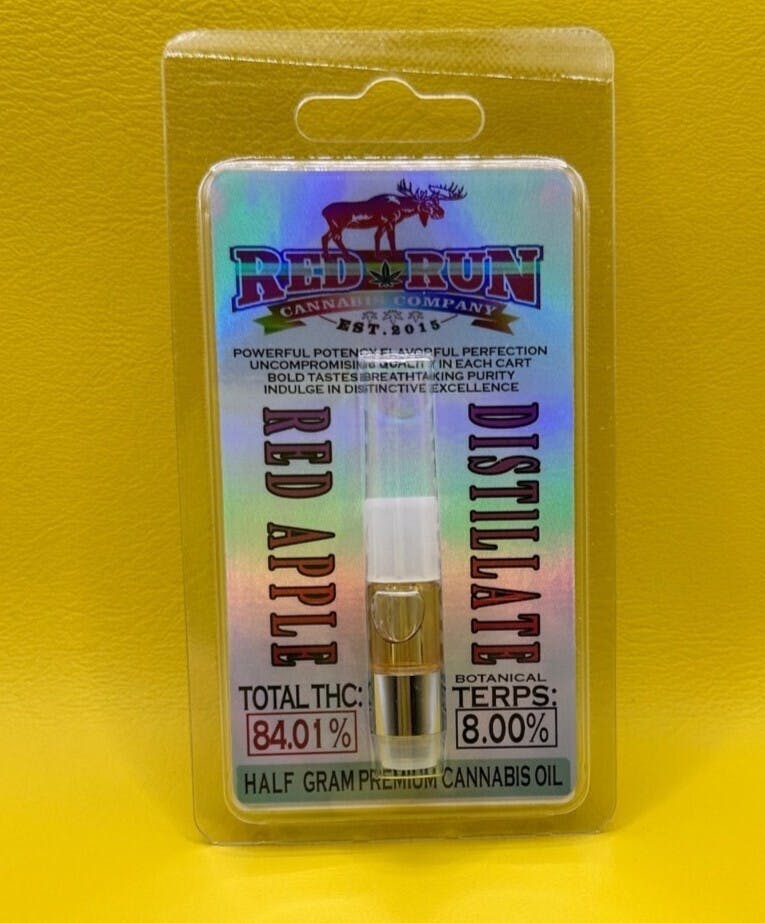 RED RUN
CANNABIS COMPANY
EST. 2015
POWERFUL POTENCY FLAVORFUL PERFECTION
UNCOMPROMISING QUALITY IN EACH CART
BOLD TASTES BREATHTAKING PURITY
INDULGE IN DISTINCTIVE EXCELLENCE
RED APPLE
DISTILLATE
TOTAL THC:
84.01%
BOTANICAL
TERPS:
8.00%
HALF GRAM PREMIUM CANNABIS OIL